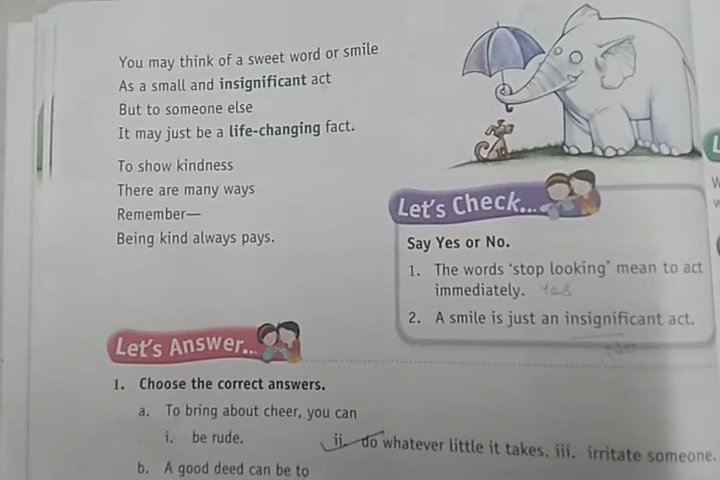 You may think of a sweet word or smile
As a small and insignificant act
But to someone else
It may just be a life-changing fact.
To show kindness
There are many ways
Remember—
Being kind always pays.
Let's Check...
Say Yes or No.
1. The words ‘stop looking’ mean to act
immediately. Yes
2. A smile is just an insignificant act.
No
Let's Answer...
1. Choose the correct answers.
a. To bring about cheer, you can
i. be rude. ii. do whatever little it takes. iii. irritate someone.
b. A good deed can be to